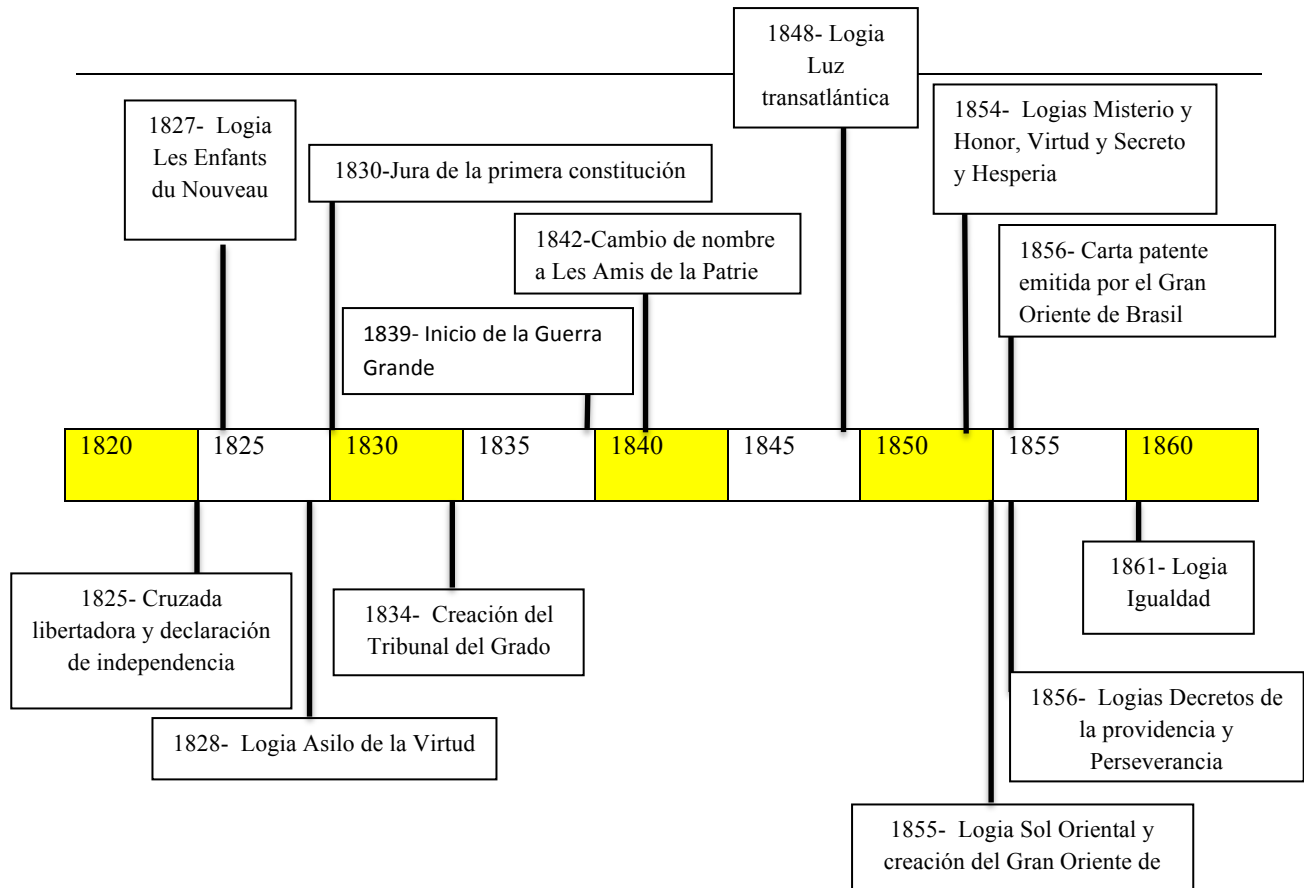 1848- Logia
Luz
transatlántica
1827- Logia
Les Enfants
du Nouveau
1854- Logias Misterio y
Honor, Virtud y Secreto
y Hesperia
1830-Jura de la primera constitución
1842-Cambio de nombre
a Les Amis de la Patrie
1856- Carta patente
emitida por el Gran
Oriente de Brasil
1839- Inicio de la Guerra
Grande
1820 1825 1830 1835 1840 1845 1850 1855 1860
1825- Cruzada
libertadora y declaración
de independencia
1834- Creación del
Tribunal del Grado
1861- Logia
Igualdad
1828- Logia Asilo de la Virtud
1856- Logias Decretos de
la providencia y
Perseverancia
1855- Logia Sol Oriental y
creación del Gran Oriente de